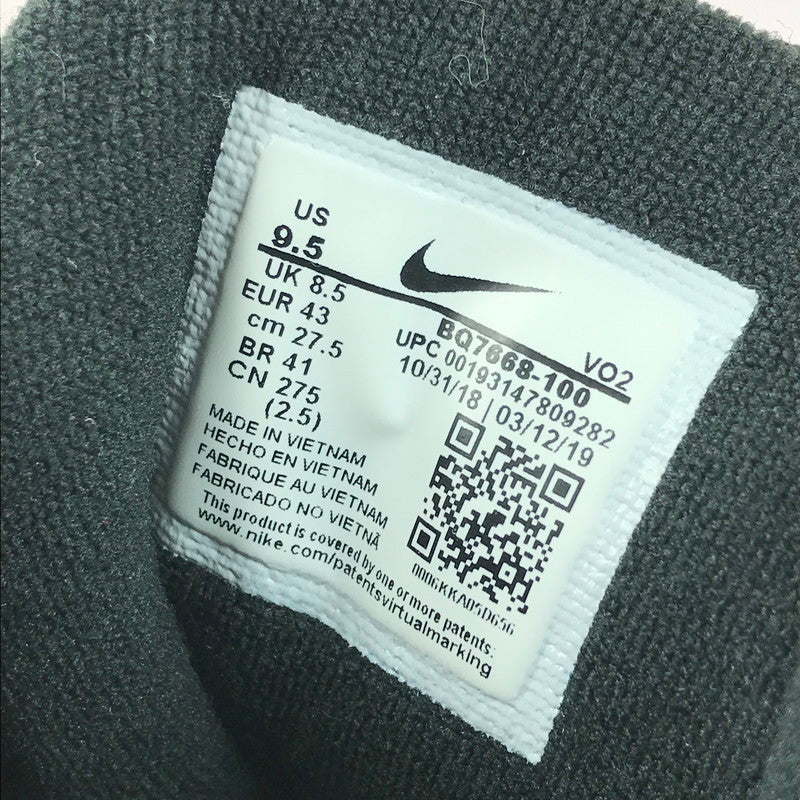 US
9.5
UK 8.5
EUR 43
cm 27.5
BR 41
CN 275
(2.5)
VO2
BQ7668-100
UPC 00193147809282
10/31/18 | 03/12/19
MADE IN VIETNAM
HECHO EN VIETNAM
FABRIQUE AU VIETNAM
FABRICADO NO VIETNÃ
This product is covered by one or more patents:
www.nike.com/patentsvirtualmarking